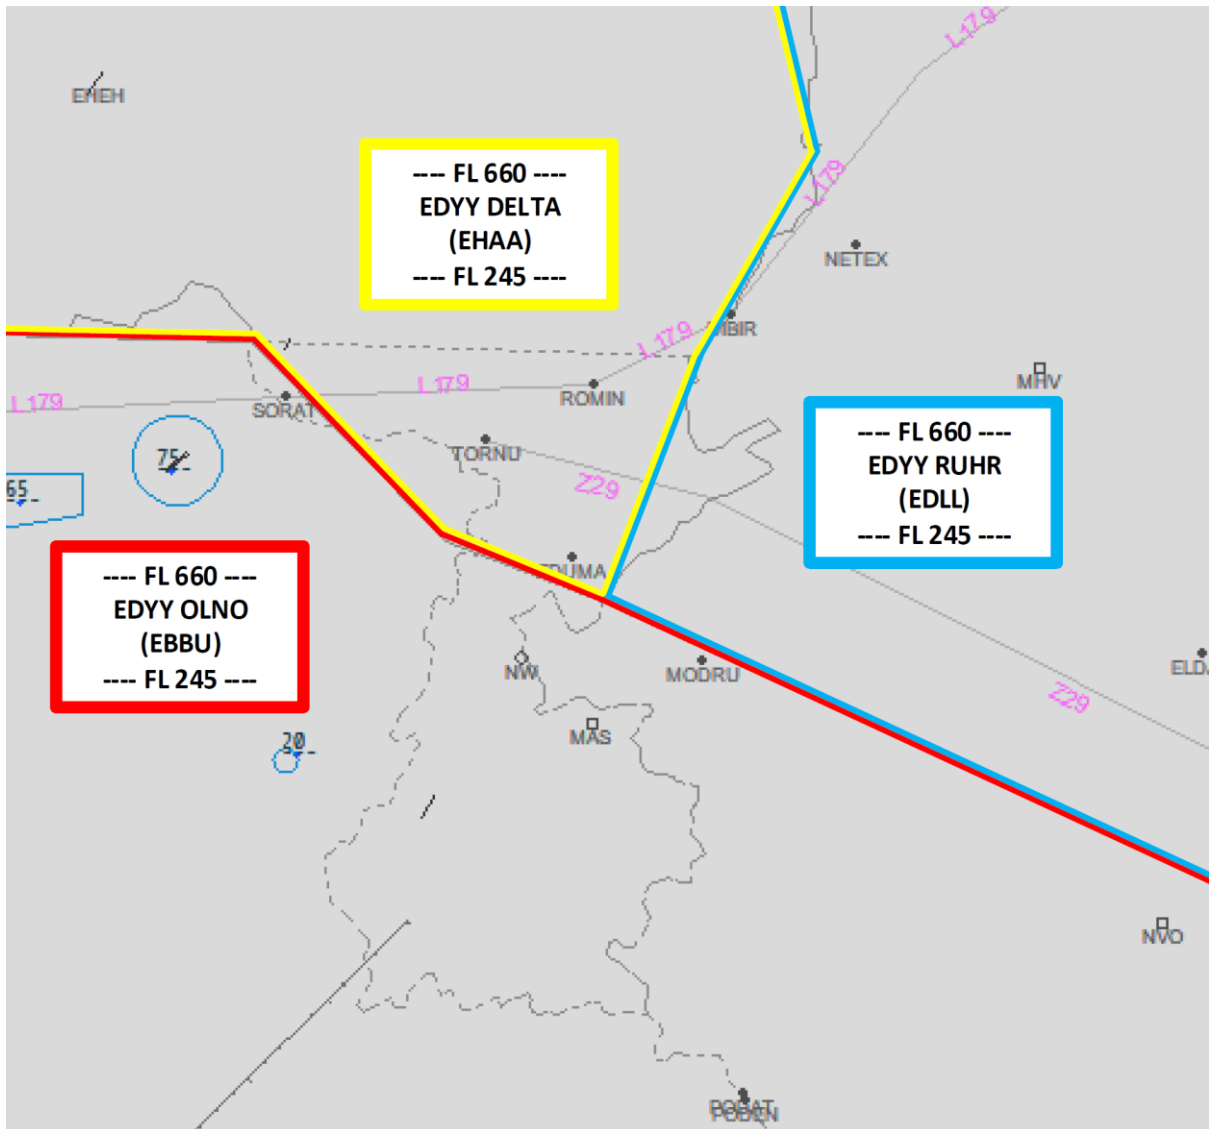 L179
EHEH
---- FL 660 ----
EDYY DELTA
(EHAA)
---- FL 245 ----
L179
NETEX
L179
MHV
L179
ROMIN
L179
SORAT
---- FL 660 ----
EDYY RUHR
(EDLL)
---- FL 245 ----
TORNU
75
Z29
65
---- FL 660 ----
EDYY OLNO
(EBBU)
---- FL 245 ----
NW
MODRU
Z29
MAS
20
NVO